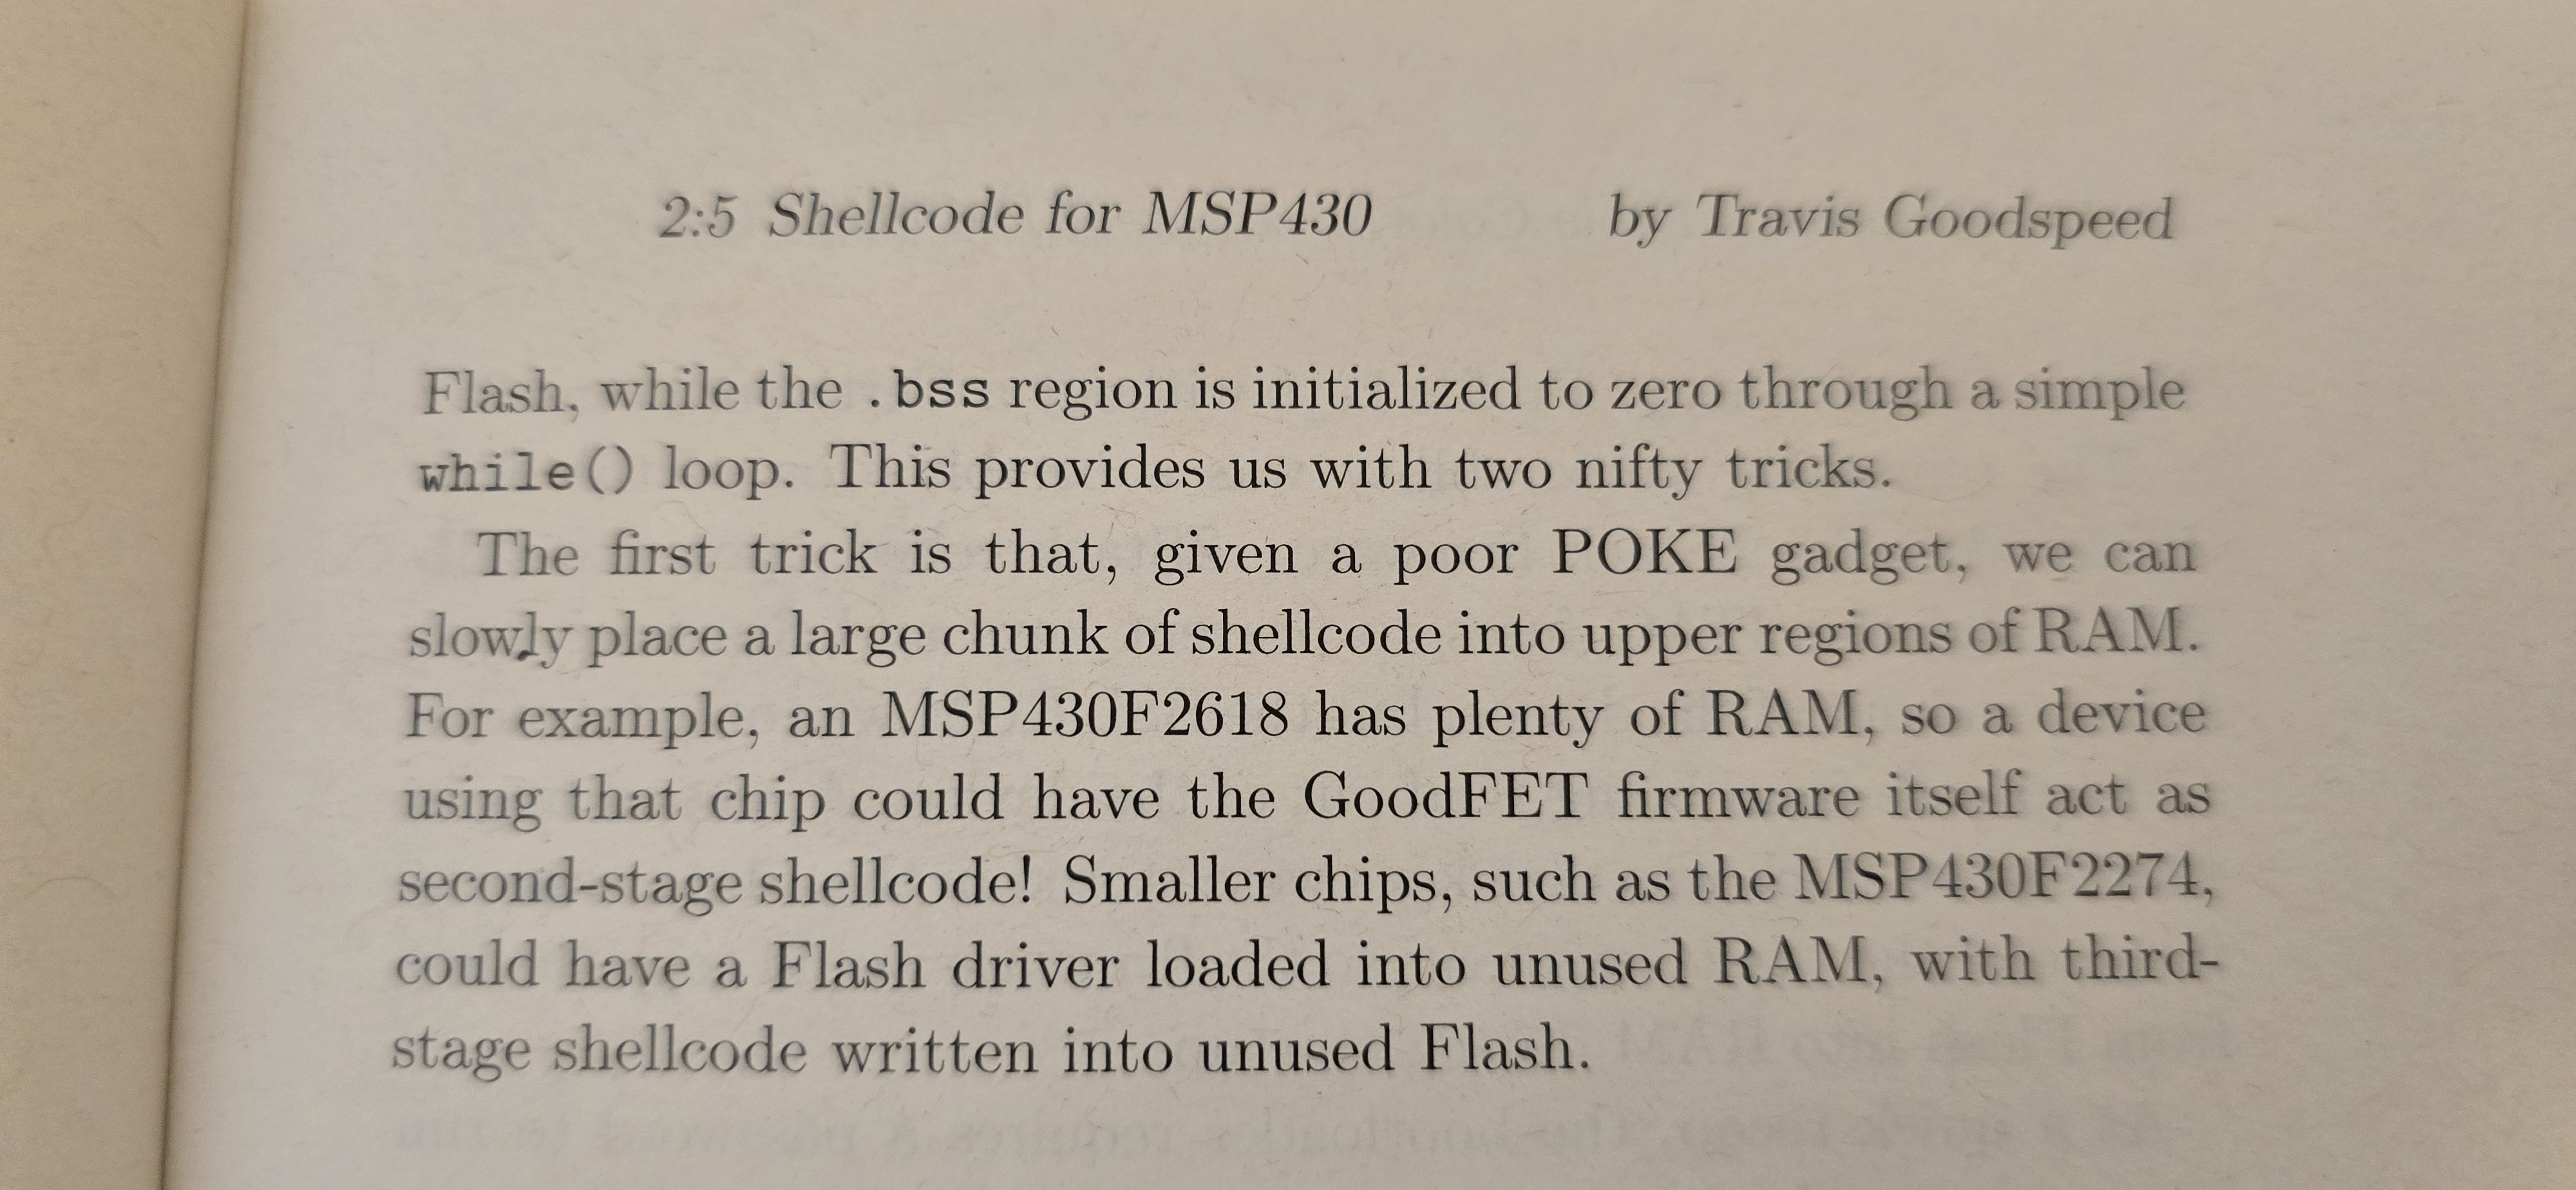 2:5 Shellcode for MSP430 by Travis Goodspeed
Flash, while the .bss region is initialized to zero through a simple
while() loop. This provides us with two nifty tricks.
The first trick is that, given a poor POKE gadget, we can
slowly place a large chunk of shellcode into upper regions of RAM.
For example, an MSP430F2618 has plenty of RAM, so a device
using that chip could have the GoodFET firmware itself act as
second-stage shellcode! Smaller chips, such as the MSP430F2274,
could have a Flash driver loaded into unused RAM, with third-
stage shellcode written into unused Flash.